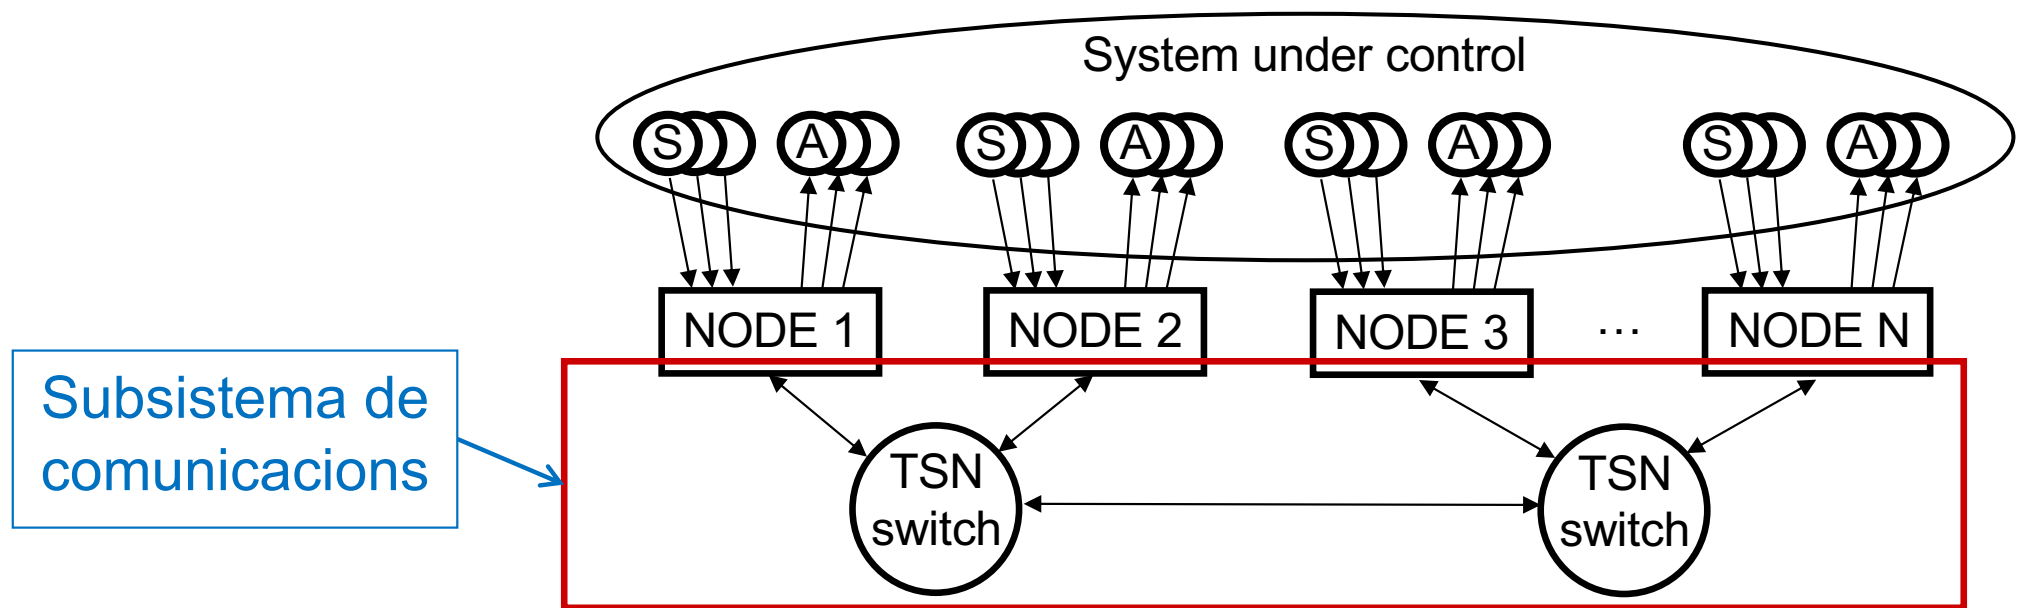 System under control
S A S A S A S A
NODE 1 NODE 2 NODE 3 ... NODE N
Subsistema de
comunicacions
TSN
switch
TSN
switch